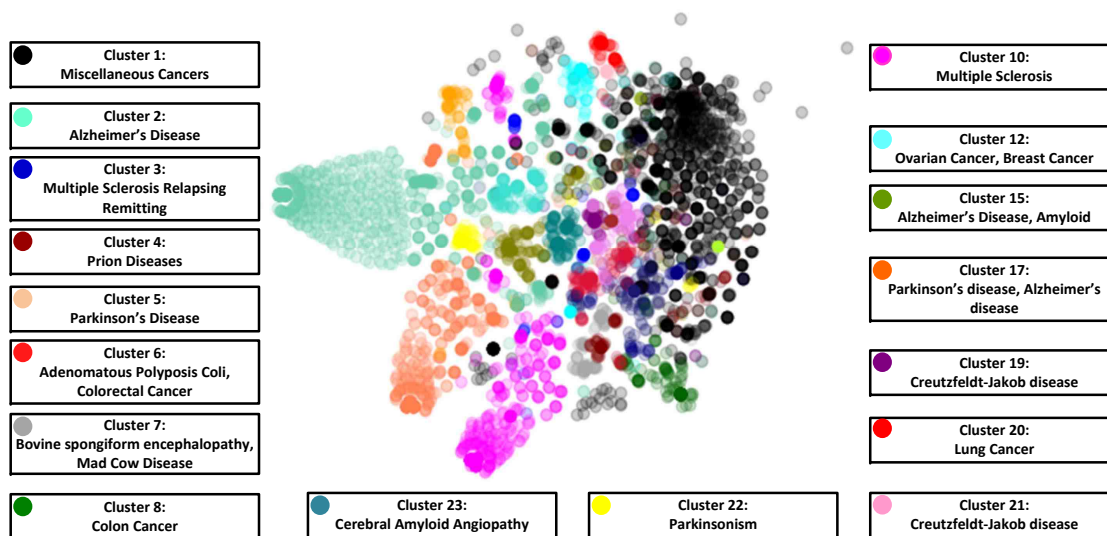 Cluster 1:
Miscellaneous Cancers
Cluster 2:
Alzheimer’s Disease
Cluster 3:
Multiple Sclerosis Relapsing
Remitting
Cluster 4:
Prion Diseases
Cluster 5:
Parkinson’s Disease
Cluster 6:
Adenomatous Polyposis Coli,
Colorectal Cancer
Cluster 7:
Bovine spongiform encephalopathy,
Mad Cow Disease
Cluster 8:
Colon Cancer
Cluster 23:
Cerebral Amyloid Angiopathy
Cluster 22:
Parkinsonism
Cluster 10:
Multiple Sclerosis
Cluster 12:
Ovarian Cancer, Breast Cancer
Cluster 15:
Alzheimer’s Disease, Amyloid
Cluster 17:
Parkinson’s disease, Alzheimer’s
disease
Cluster 19:
Creutzfeldt-Jakob disease
Cluster 20:
Lung Cancer
Cluster 21:
Creutzfeldt-Jakob disease